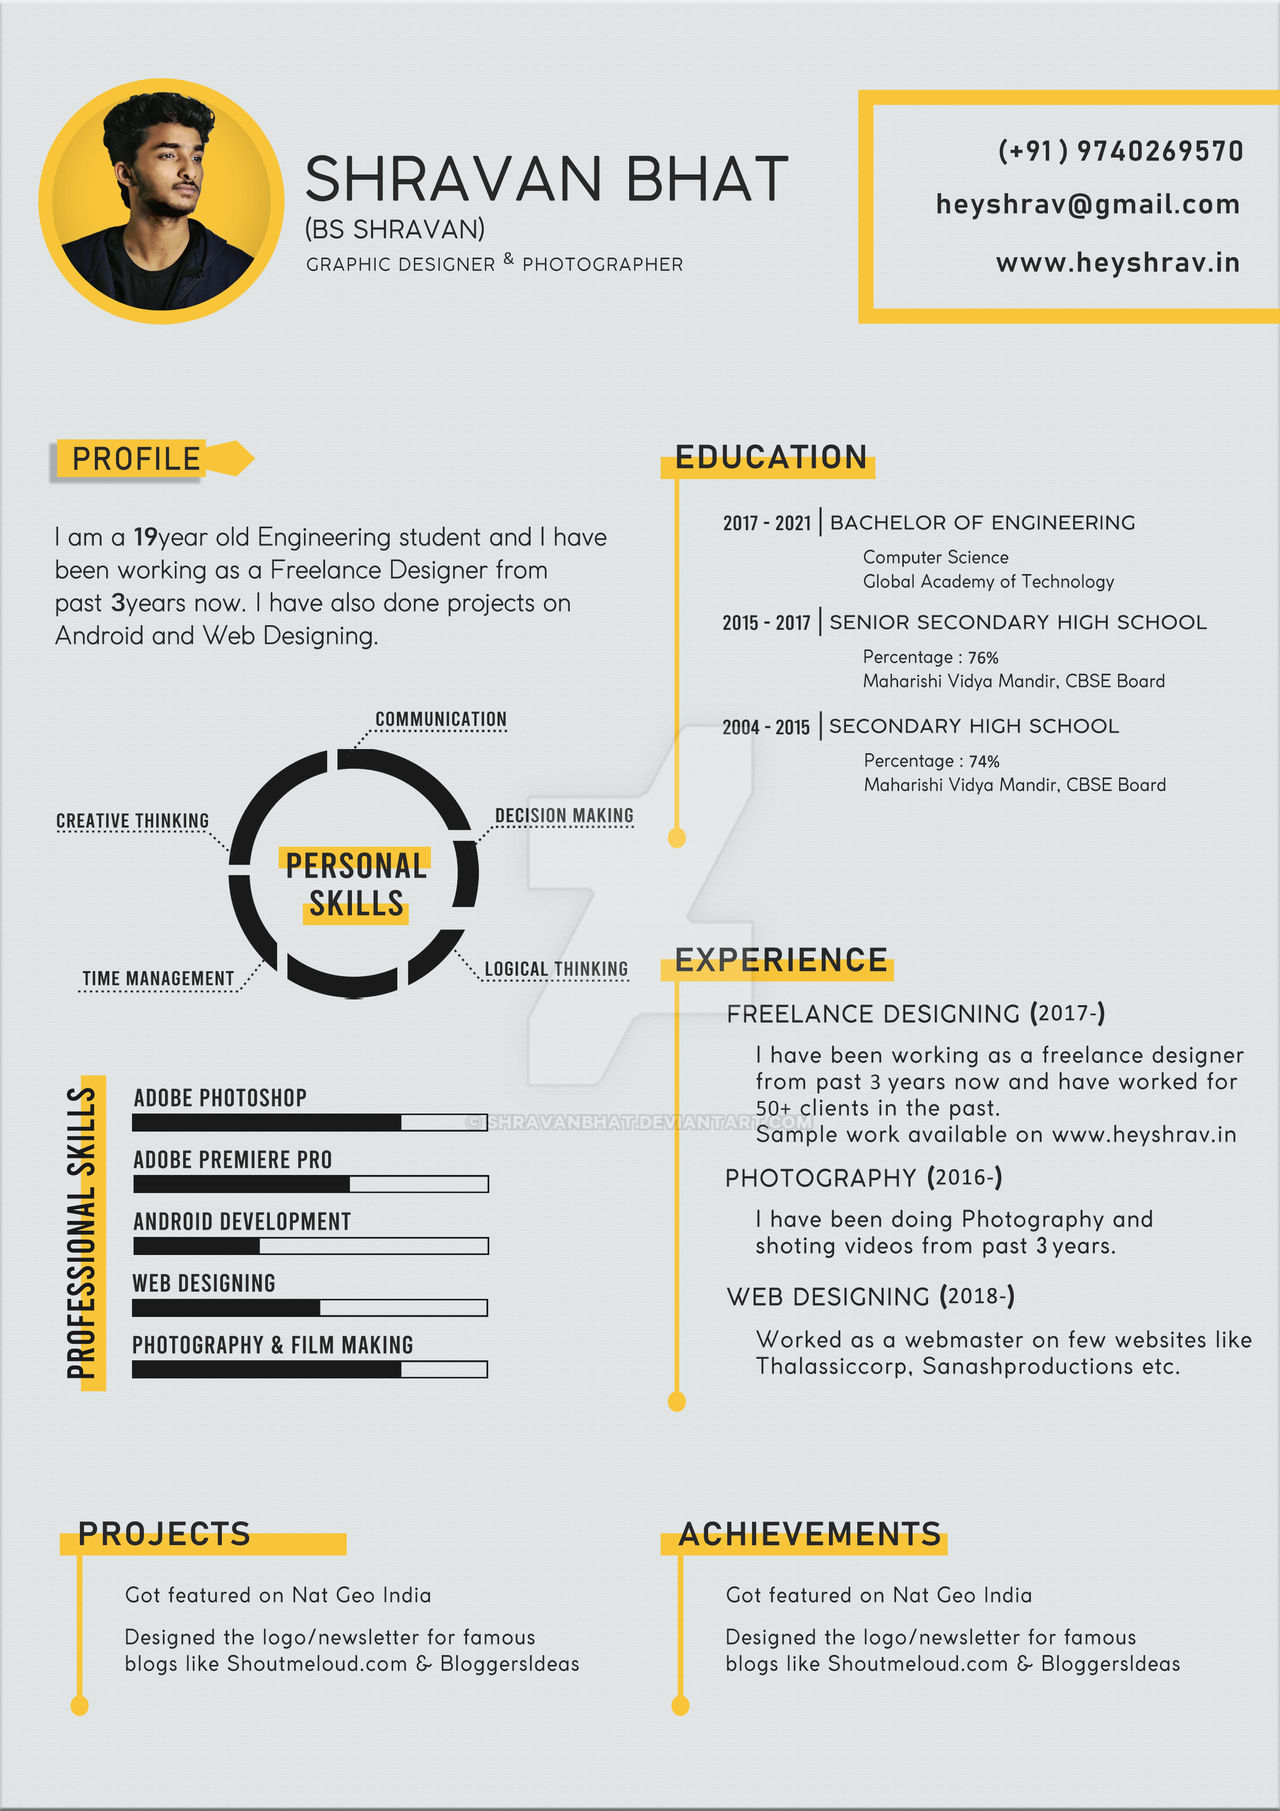 SHRAVAN BHAT
(BS SHRAVAN)
GRAPHIC DESIGNER & PHOTOGRAPHER
(+91) 9740269570
heyshrav@gmail.com
www.heyshrav.in
PROFILE
I am a 19year old Engineering student and I have
been working as a Freelance Designer from
past 3years now. I have also done projects on
Android and Web Designing.
COMMUNICATION
CREATIVE THINKING
DECISION MAKING
PERSONAL
SKILLS
TIME MANAGEMENT
LOGICAL THINKING
PROFESSIONAL SKILLS
ADOBE PHOTOSHOP
ADOBE PREMIERE PRO
ANDROID DEVELOPMENT
WEB DESIGNING
PHOTOGRAPHY & FILM MAKING
EDUCATION
2017 - 2021 | BACHELOR OF ENGINEERING
Computer Science
Global Academy of Technology
2015 - 2017 | SENIOR SECONDARY HIGH SCHOOL
Percentage : 76%
Maharishi Vidya Mandir, CBSE Board
2004 - 2015 | SECONDARY HIGH SCHOOL
Percentage : 74%
Maharishi Vidya Mandir, CBSE Board
EXPERIENCE
FREELANCE DESIGNING (2017-)
I have been working as a freelance designer
from past 3 years now and have worked for
50+ clients in the past.
Sample work available on www.heyshrav.in
PHOTOGRAPHY (2016-)
I have been doing Photography and
shoting videos from past 3 years.
WEB DESIGNING (2018-)
Worked as a webmaster on few websites like
Thalassiccorp, Sanashproductions etc.
© ISHRAVANBHAT.DEVIANTART.COM
PROJECTS
Got featured on Nat Geo India
Designed the logo/newsletter for famous
blogs like Shoutmeloud.com & BloggersIdeas
ACHIEVEMENTS
Got featured on Nat Geo India
Designed the logo/newsletter for famous
blogs like Shoutmeloud.com & BloggersIdeas